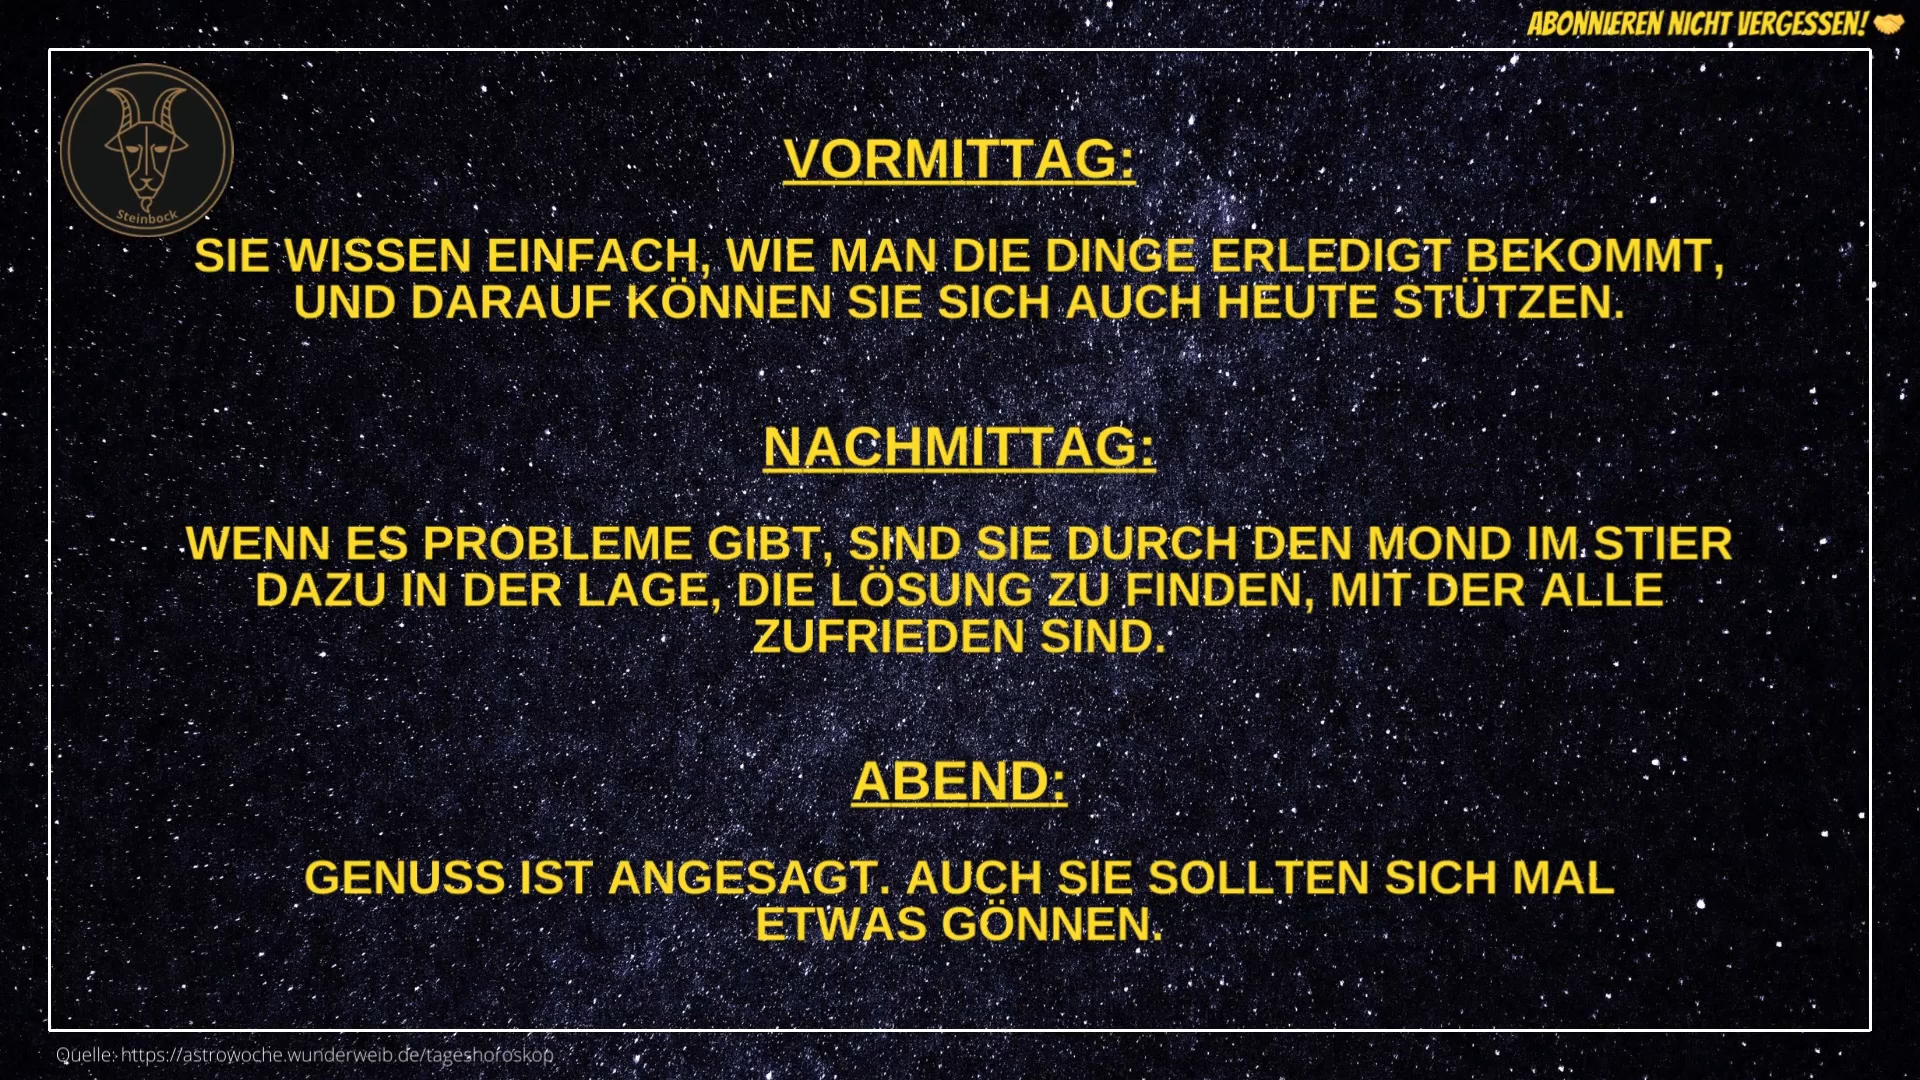 ABONNIEREN NICHT VERGESSEN!
Steinbock
VORMITTAG:
SIE WISSEN EINFACH, WIE MAN DIE DINGE ERLEDIGT BEKOMMT,
UND DARAUF KÖNNEN SIE SICH AUCH HEUTE STÜTZEN.
NACHMITTAG:
WENN ES PROBLEME GIBT, SIND SIE DURCH DEN MOND IM STIER
DAZU IN DER LAGE, DIE LÖSUNG ZU FINDEN, MIT DER ALLE
ZUFRIEDEN SIND.
ABEND:
GENUSS IST ANGESAGT. AUCH SIE SOLLTEN SICH MAL
ETWAS GÖNNEN.
Quelle: https://astrowoche.wunderweib.de/tageshoroskop